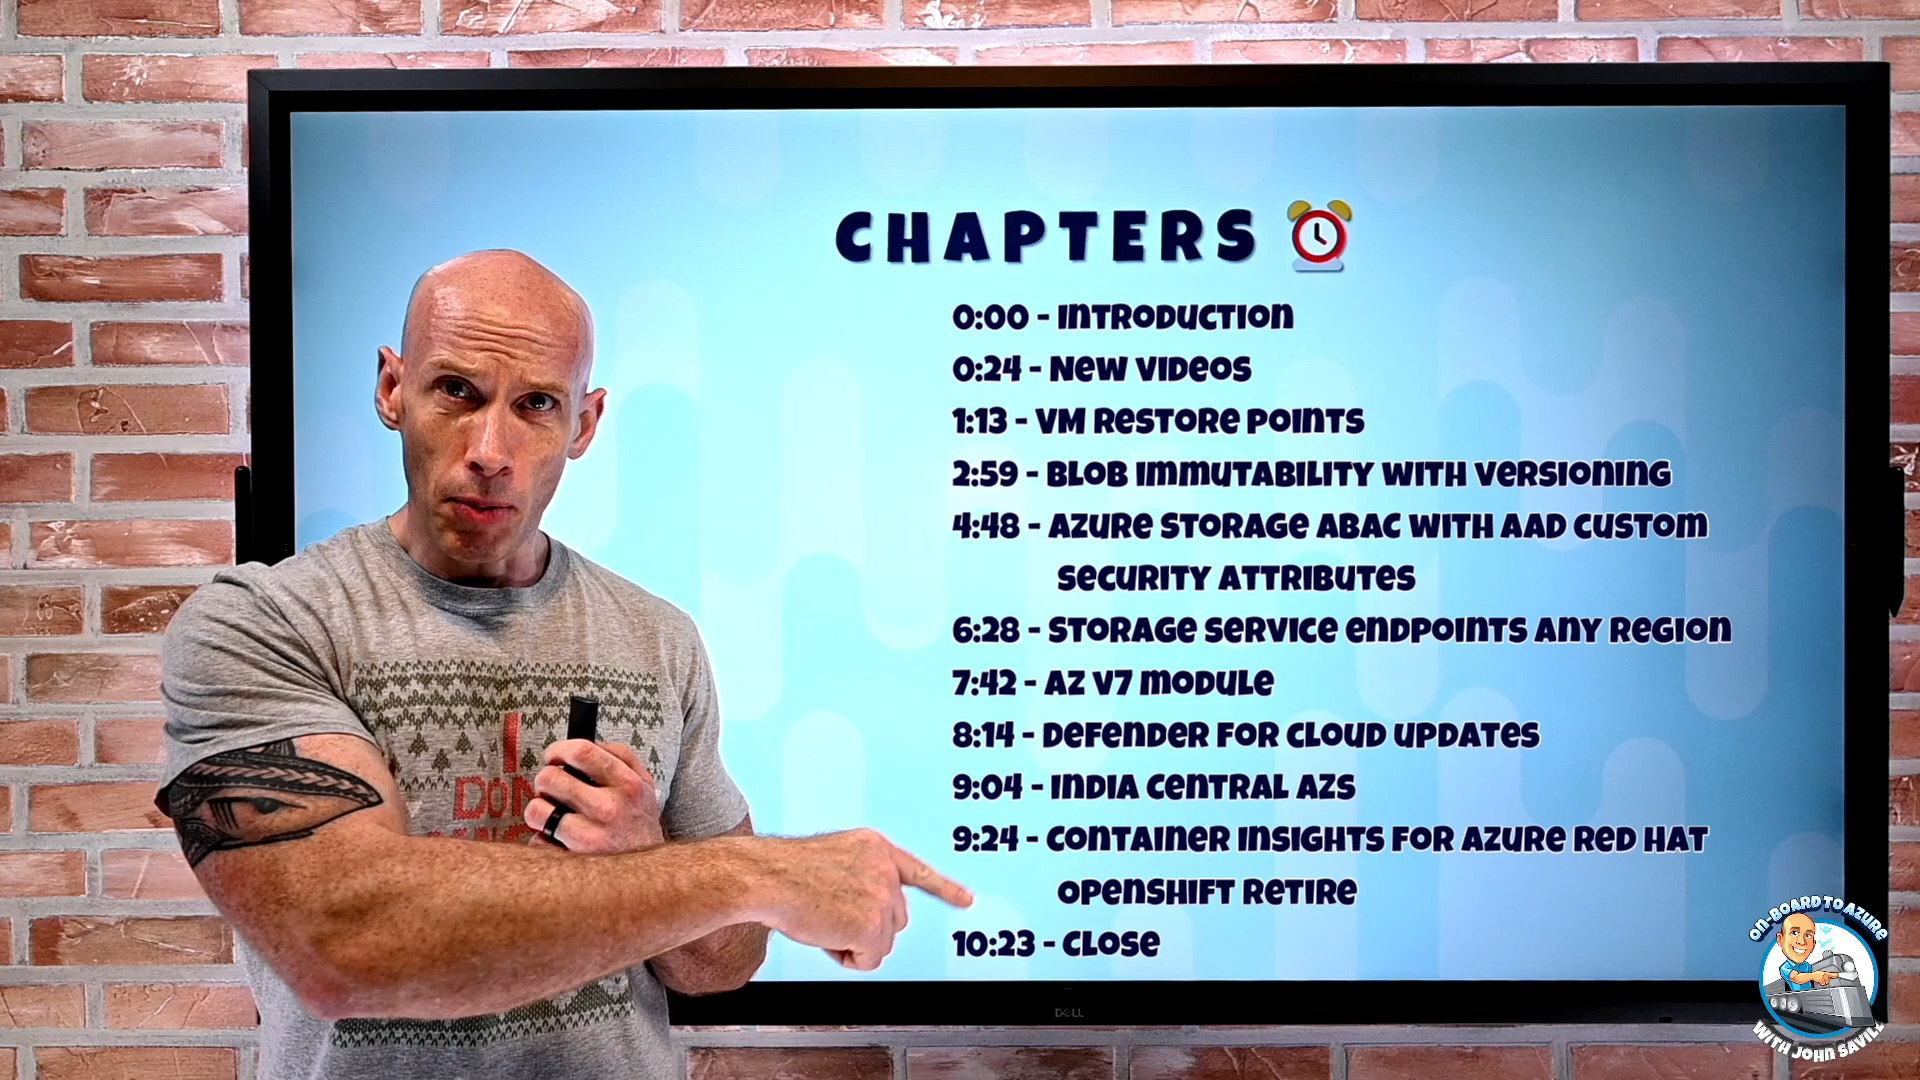 CHAPTERS
0:00 - Introduction
0:24 - New videos
1:13 - VM Restore Points
2:59 - Blob immutability with versioning
4:48 - Azure Storage ABAC with AAD custom
security attributes
6:28 - Storage service endpoints any region
7:42 - Az v7 module
8:14 - Defender for Cloud updates
9:04 - India Central AZs
9:24 - Container insights for Azure Red Hat
OpenShift retire
10:23 - Close
I
DON
DELL
ON-BOARD TO AZURE
WITH JOHN SAVILL